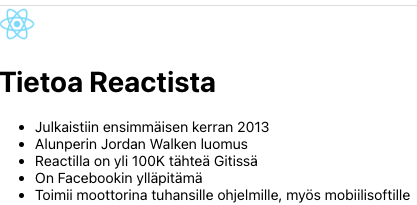 Tietoa Reactista
• Julkaistiin ensimmäisen kerran 2013
• Alunperin Jordan Walken luomus
• Reactilla on yli 100K tähteä Gitissä
• On Facebookin ylläpitämä
• Toimii moottorina tuhansille ohjelmille, myös mobiilisoftille